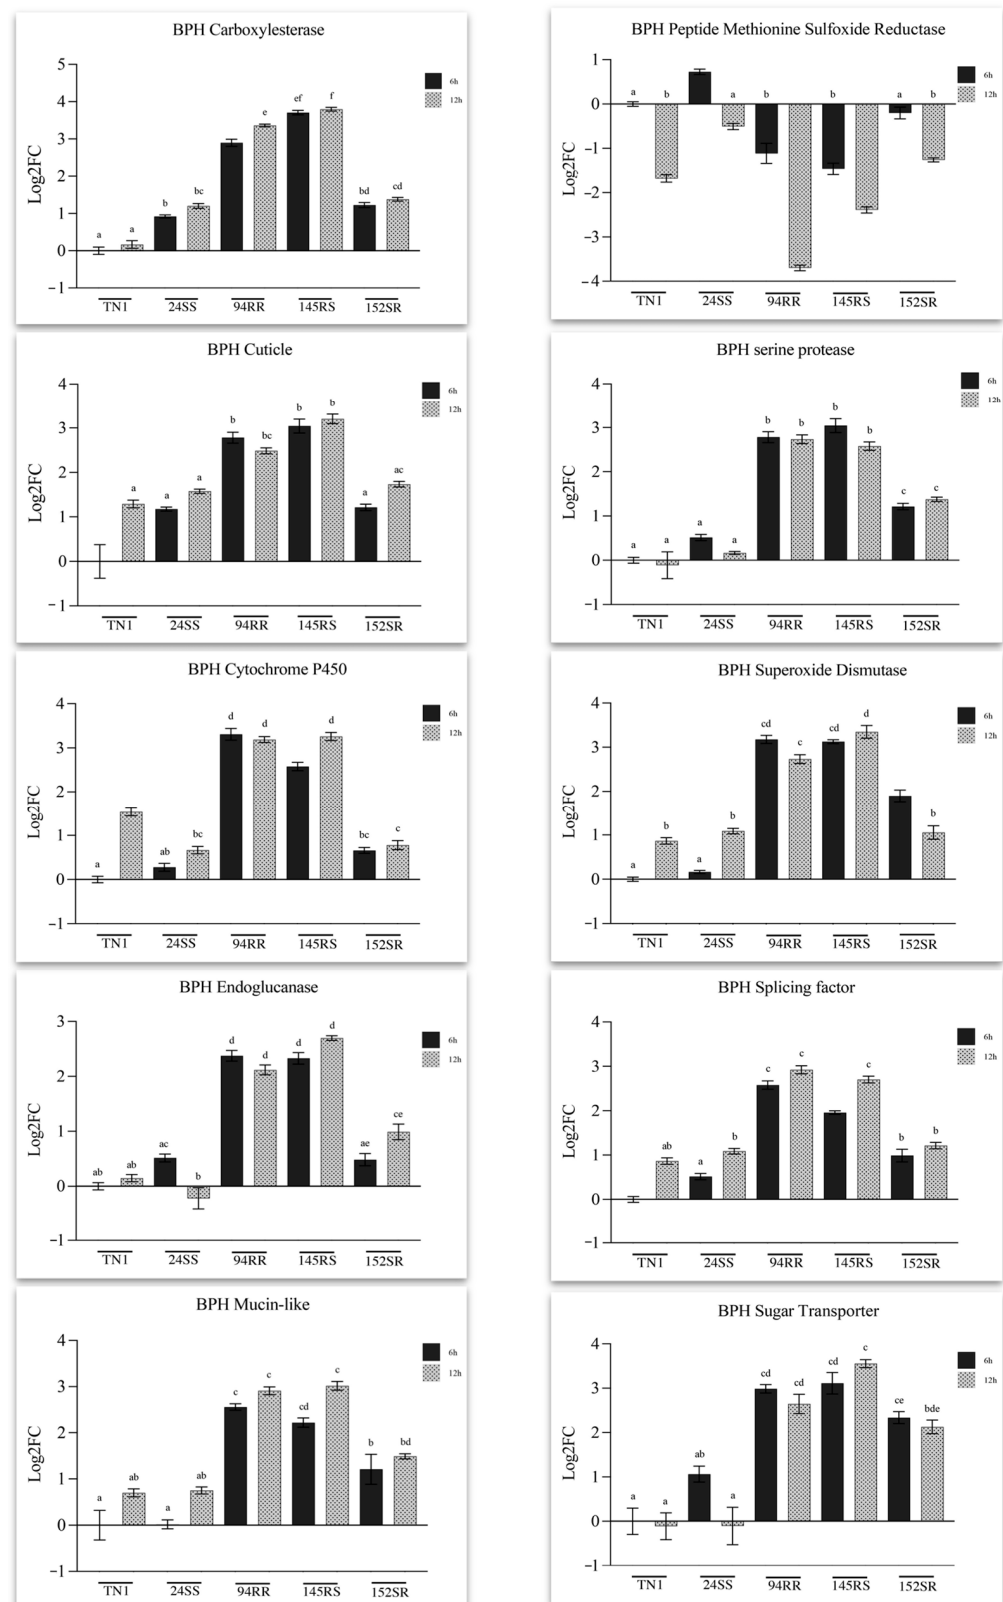 BPH Carboxylesterase
5
4
3
2
1
0
−1
Log2FC
6h
12h
a a b bc e ef f bd cd
TN1 24SS 94RR 145RS 152SR
BPH Peptide Methionine Sulfoxide Reductase
1
0
−1
−2
−3
−4
Log2FC
6h
12h
a b a b b a b
TN1 24SS 94RR 145RS 152SR
BPH Cuticle
4
3
2
1
0
−1
Log2FC
6h
12h
a a a b bc b b a ac
TN1 24SS 94RR 145RS 152SR
BPH serine protease
4
3
2
1
0
−1
Log2FC
6h
12h
a a a a b b b b c c
TN1 24SS 94RR 145RS 152SR
BPH Cytochrome P450
4
3
2
1
0
−1
Log2FC
6h
12h
a ab bc d d d bc c
TN1 24SS 94RR 145RS 152SR
BPH Superoxide Dismutase
4
3
2
1
0
−1
Log2FC
6h
12h
a b a b cd c cd d b
TN1 24SS 94RR 145RS 152SR
BPH Endoglucanase
3
2
1
0
−1
Log2FC
6h
12h
ab ab ac b d d d d ae ce
TN1 24SS 94RR 145RS 152SR
BPH Splicing factor
4
3
2
1
0
−1
Log2FC
6h
12h
ab a b c c c b b
TN1 24SS 94RR 145RS 152SR
BPH Mucin-like
4
3
2
1
0
−1
Log2FC
6h
12h
a ab a ab c c cd c b bd
TN1 24SS 94RR 145RS 152SR
BPH Sugar Transporter
4
3
2
1
0
−1
Log2FC
6h
12h
a a ab a cd cd cd c ce bde
TN1 24SS 94RR 145RS 152SR